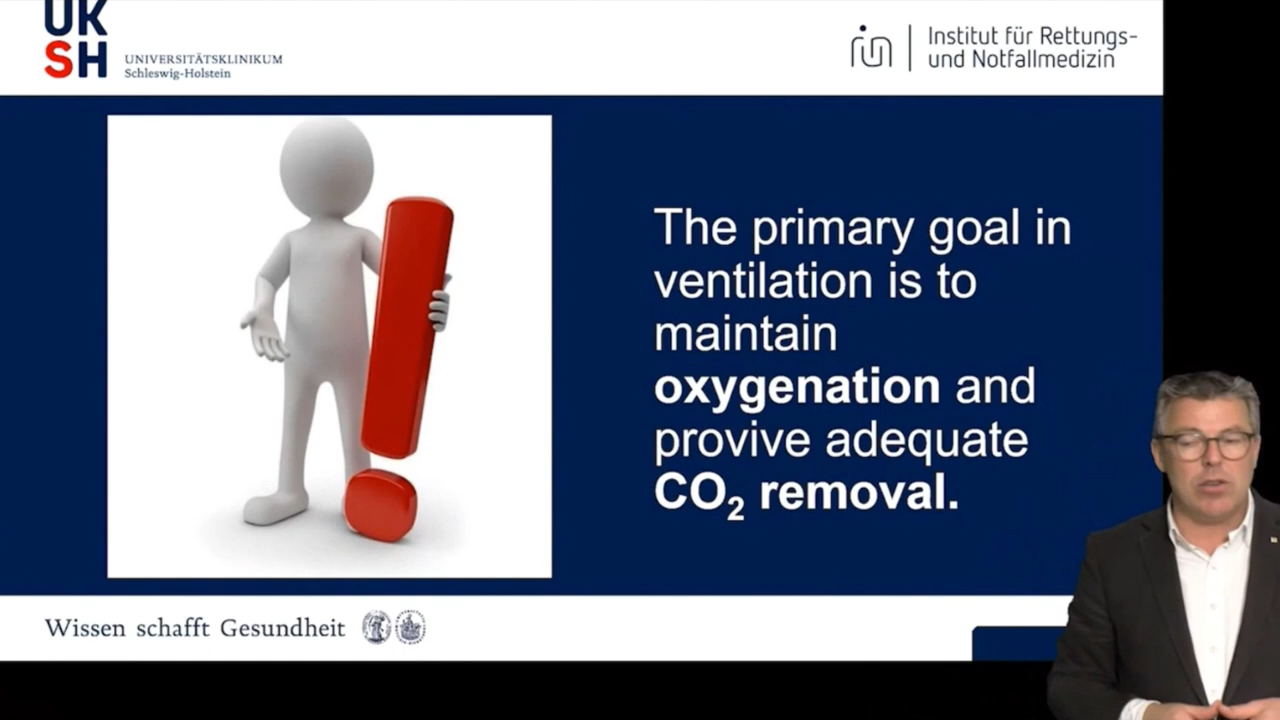 UK
SH
UNIVERSITÄTSKLINIKUM
Schleswig-Holstein
Institut für Rettungs-
und Notfallmedizin
The primary goal in
ventilation is to
maintain
oxygenation and
provive adequate
CO₂ removal.
Wissen schafft Gesundheit